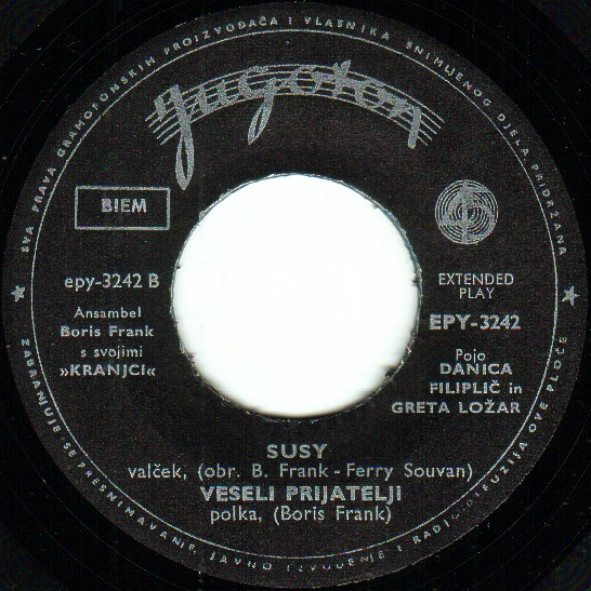 SVA PRAVA GRAMOFONSKIH PROIZVOĐAČA I VLASNIKA SNIMLJENOG DJELA PRIDRŽANA
Jugoton
BIEM
45
epy-3242 B
Ansambel
Boris Frank
s svojimi
»KRANJCI«
EXTENDED
PLAY
EPY-3242
Pojo
DANICA
FILIPLIČ in
GRETA LOŽAR
SUSY
valček, (obr. B. Frank - Ferry Souvan)
VESELI PRIJATELJI
polka, (Boris Frank)
ZABRANJUJE-SE PRESNIMAVANJE, JAVNO IZVOĐENJE I RADIO DIFUZIJA OVE PLOČE